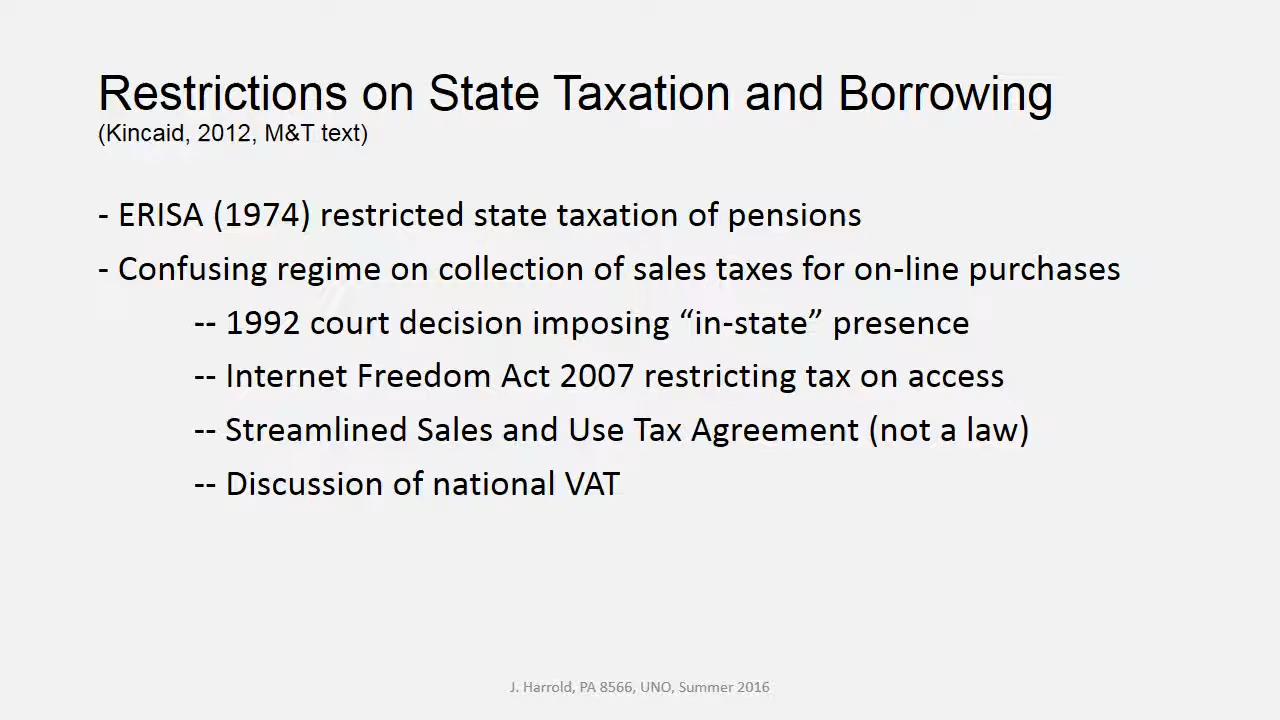 Restrictions on State Taxation and Borrowing
(Kincaid, 2012, M&T text)
- ERISA (1974) restricted state taxation of pensions
- Confusing regime on collection of sales taxes for on-line purchases
-- 1992 court decision imposing “in-state” presence
-- Internet Freedom Act 2007 restricting tax on access
-- Streamlined Sales and Use Tax Agreement (not a law)
-- Discussion of national VAT
J. Harrold, PA 8566, UNO, Summer 2016